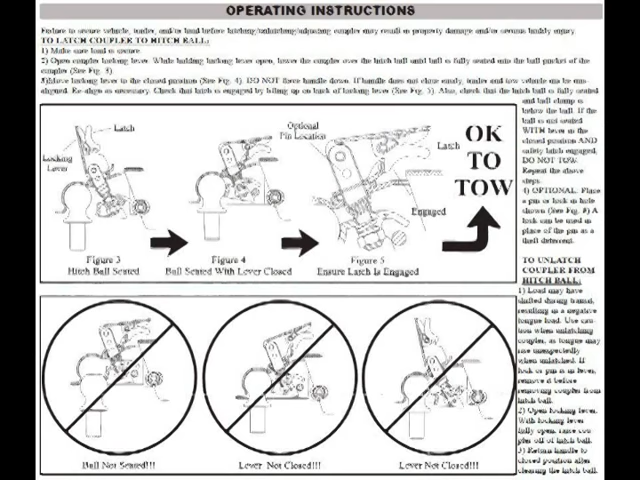 OPERATING INSTRUCTIONS
Failure to secure vehicle, trailer, and/or load before latching/unlatching/adjusting coupler may result in property damage and/or serious bodily injury.
TO LATCH COUPLER TO HITCH BALL:
1) Make sure load is secure.
2) Open coupler locking lever. While holding locking lever open, lower the coupler over the hitch ball until ball is fully seated into the ball pocket of the
coupler (See Fig. 3).
3)Move locking lever to the closed position (See Fig. 4). DO NOT force handle down. If handle does not close easily, trailer and tow vehicle may be mis-
aligned. Re-align as necessary. Check that latch is engaged by lifting up on back of locking lever (See Fig. 5). Also, check that the hitch ball is fully seated
and ball clamp is
below the ball. If the
ball is not seated
WITH lever in the
closed position AND
safety latch engaged,
DO NOT TOW.
Repeat the above
steps.
4) OPTIONAL: Place
a pin or lock in hole
shown (See Fig. 4) A
lock can be used in
place of the pin as a
theft deterrent.
Latch
Locking
Lever
Optional
Pin Location
Latch
Engaged
OK
TO
TOW
Figure 3
Hitch Ball Seated
Figure 4
Ball Seated With Lever Closed
Figure 5
Ensure Latch Is Engaged
TO UNLATCH
COUPLER FROM
HITCH BALL:
1) Load may have
shifted during transit,
resulting in a negative
tongue load. Use cau-
tion when unlatching
coupler, as tongue may
rise unexpectedly
when unlatched. If
lock or pin is in lever,
remove it before
removing coupler from
hitch ball.
2) Open locking lever.
With locking lever
fully open, raise cou-
pler off of hitch ball.
3) Return handle to
closed position after
clearing the hitch ball.
Ball Not Seated!!!
Lever Not Closed!!!
Lever Not Closed!!!